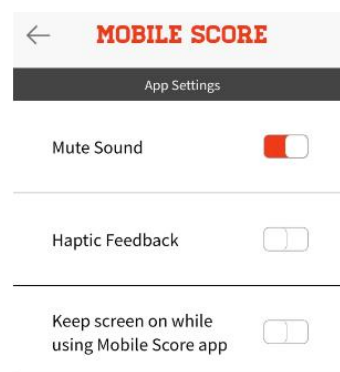 MOBILE SCORE
App Settings
Mute Sound
Haptic Feedback
Keep screen on while
using Mobile Score app